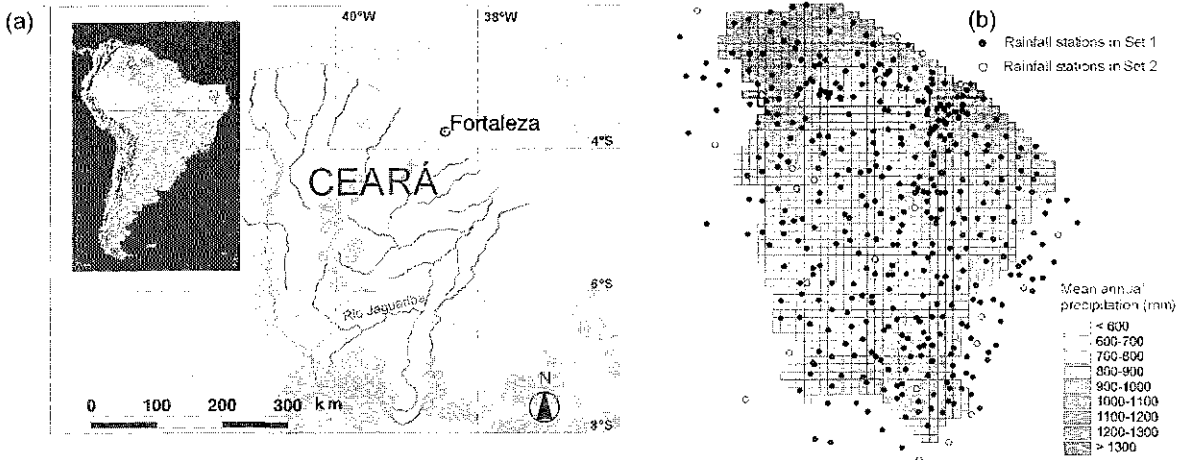 (a)
40°W
38°W
Fortaleza
4°S
CEARÁ
6°S
Rio Jaguaribe
N
0 100 200 300 km
8°S
(b)
Rainfall stations in Set 1
Rainfall stations in Set 2
Mean annual
precipitation (mm)
< 600
600-700
700-800
800-900
900-1000
1000-1100
1100-1200
1200-1300
> 1300